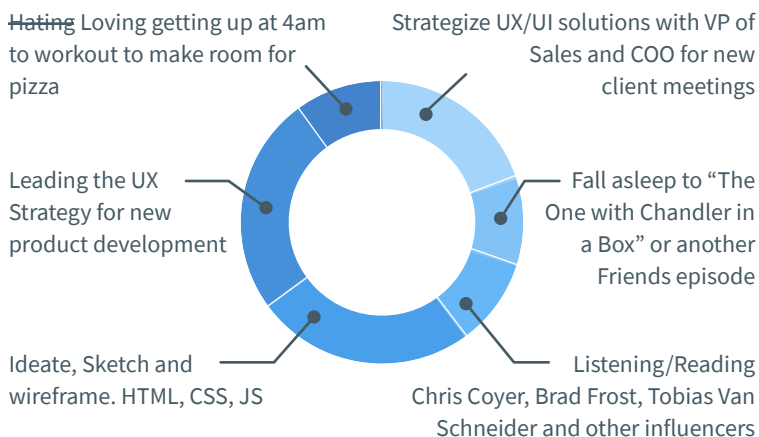 Hating Loving getting up at 4am
to workout to make room for
pizza
Strategize UX/UI solutions with VP of
Sales and COO for new
client meetings
Leading the UX
Strategy for new
product development
Fall asleep to “The
One with Chandler in
a Box” or another
Friends episode
Ideate, Sketch and
wireframe. HTML, CSS, JS
Listening/Reading
Chris Coyer, Brad Frost, Tobias Van
Schneider and other influencers